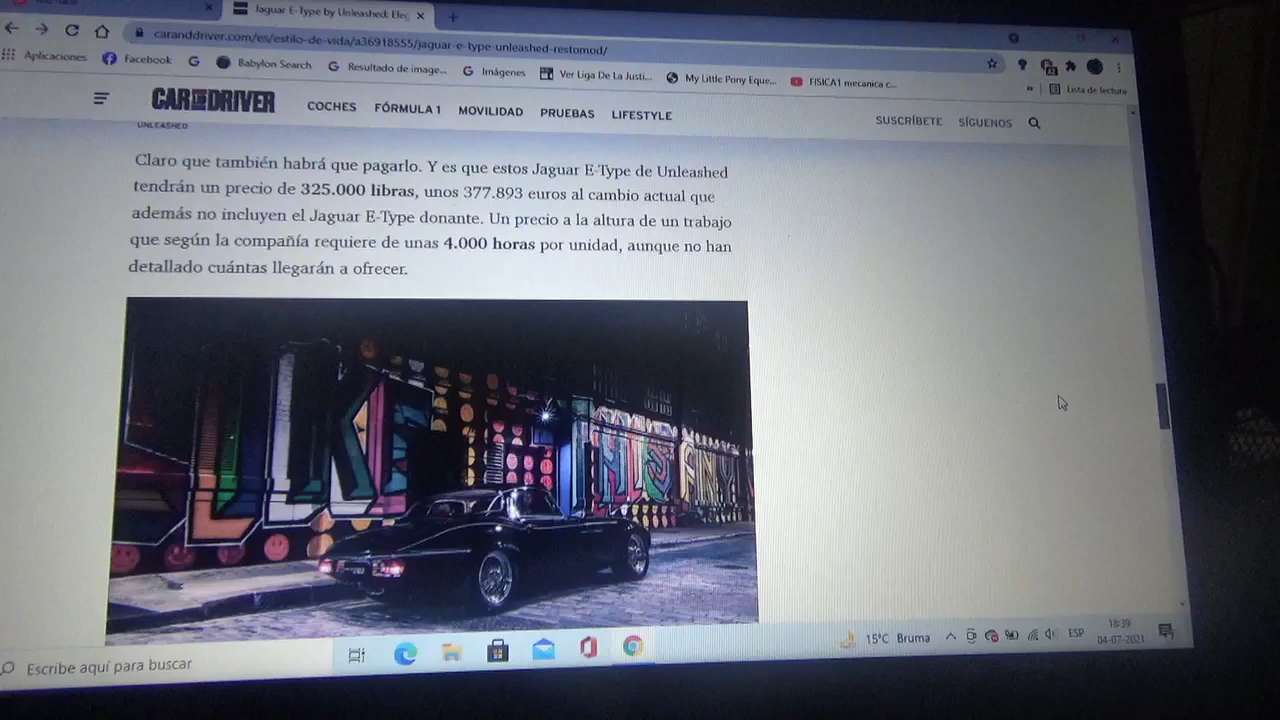 Jaguar E-Type by Unleashed: Eleg
caranddriver.com/es/estilo-de-vida/a36918555/jaguar-e-type-unleashed-restomod/
Aplicaciones Facebook Babylon Search Resultado de image... Imágenes Ver Liga De La Justi... My Little Pony Eque... FISICA1 mecanica c... » Lista de lectura
CAR AND DRIVER COCHES FÓRMULA 1 MOVILIDAD PRUEBAS LIFESTYLE SUSCRÍBETE SÍGUENOS
UNLEASHED
Claro que también habrá que pagarlo. Y es que estos Jaguar E-Type de Unleashed
tendrán un precio de 325.000 libras, unos 377.893 euros al cambio actual que
además no incluyen el Jaguar E-Type donante. Un precio a la altura de un trabajo
que según la compañía requiere de unas 4.000 horas por unidad, aunque no han
detallado cuántas llegarán a ofrecer.
Escribe aquí para buscar
15°C Bruma ESP 18:39
04-07-2021